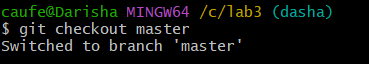 caufe@Darisha MINGW64 /c/lab3 (dasha)
$ git checkout master
Switched to branch 'master'